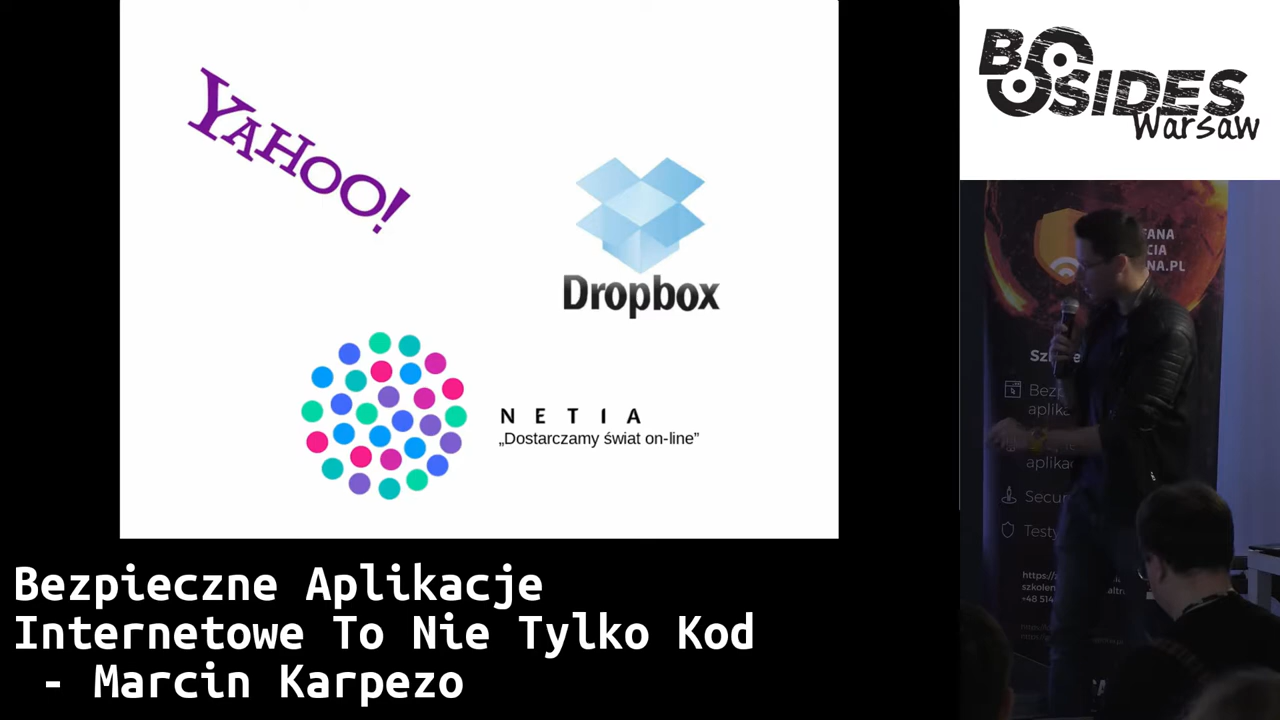 YAHOO!
Dropbox
NETIA
„Dostarczamy świat on-line”
BSIDES
Warsaw
Bezpieczne Aplikacje
Internetowe To Nie Tylko Kod
- Marcin Karpezo